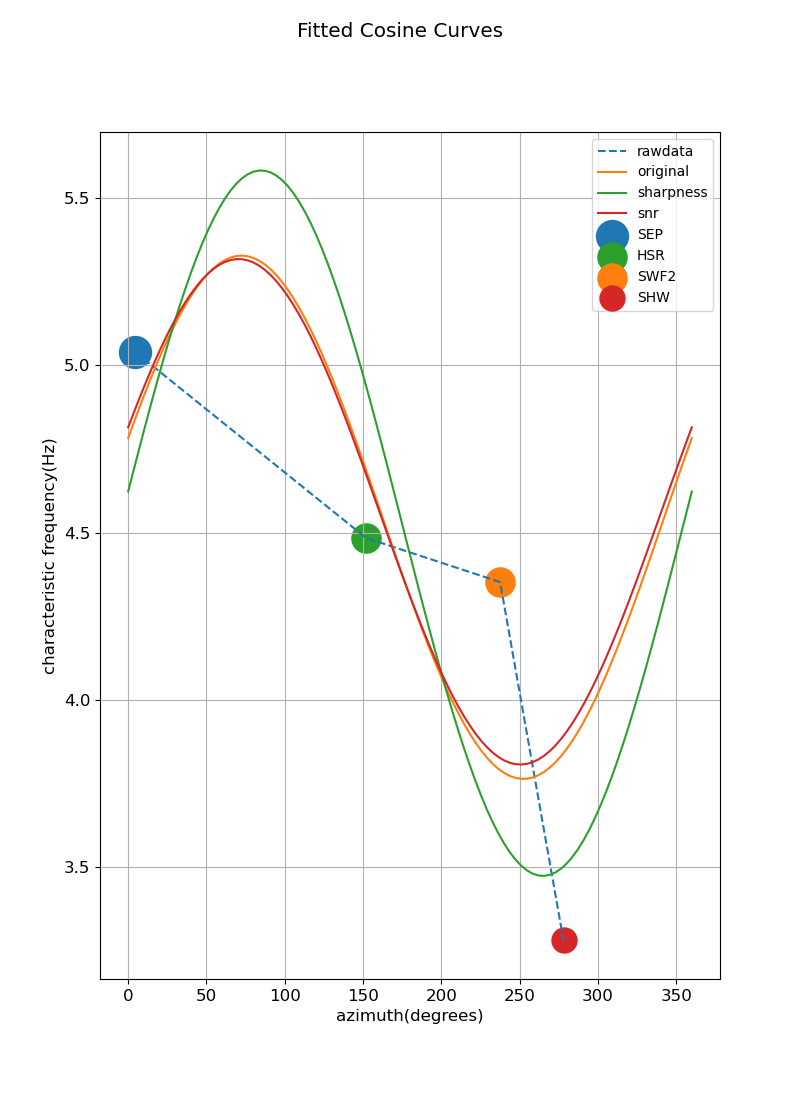 Fitted Cosine Curves
rawdata
original
sharpness
snr
SEP
HSR
SWF2
SHW
characteristic frequency(Hz)
5.5
5.0
4.5
4.0
3.5
0 50 100 150 200 250 300 350
azimuth(degrees)